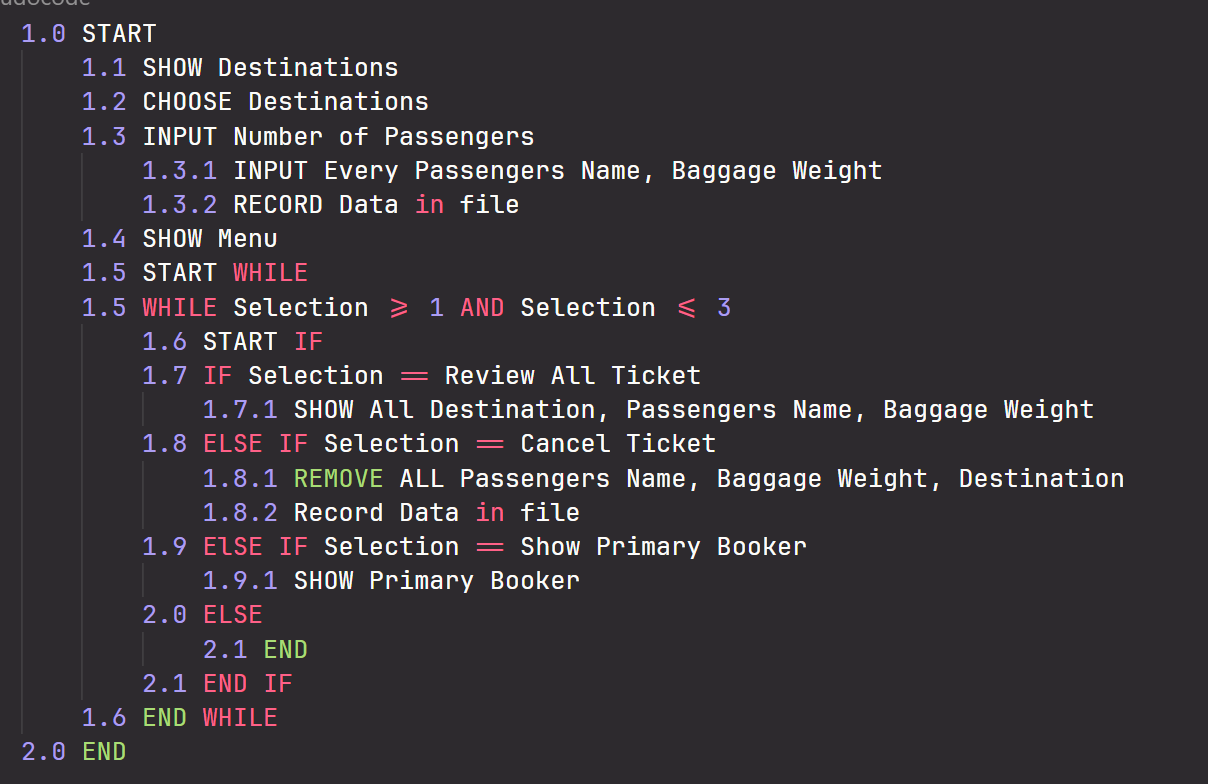 1.0 START
1.1 SHOW Destinations
1.2 CHOOSE Destinations
1.3 INPUT Number of Passengers
1.3.1 INPUT Every Passengers Name, Baggage Weight
1.3.2 RECORD Data in file
1.4 SHOW Menu
1.5 START WHILE
1.5 WHILE Selection ⩾ 1 AND Selection ⩽ 3
1.6 START IF
1.7 IF Selection == Review All Ticket
1.7.1 SHOW All Destination, Passengers Name, Baggage Weight
1.8 ELSE IF Selection == Cancel Ticket
1.8.1 REMOVE ALL Passengers Name, Baggage Weight, Destination
1.8.2 Record Data in file
1.9 ElSE IF Selection == Show Primary Booker
1.9.1 SHOW Primary Booker
2.0 ELSE
2.1 END
2.1 END IF
1.6 END WHILE
2.0 END